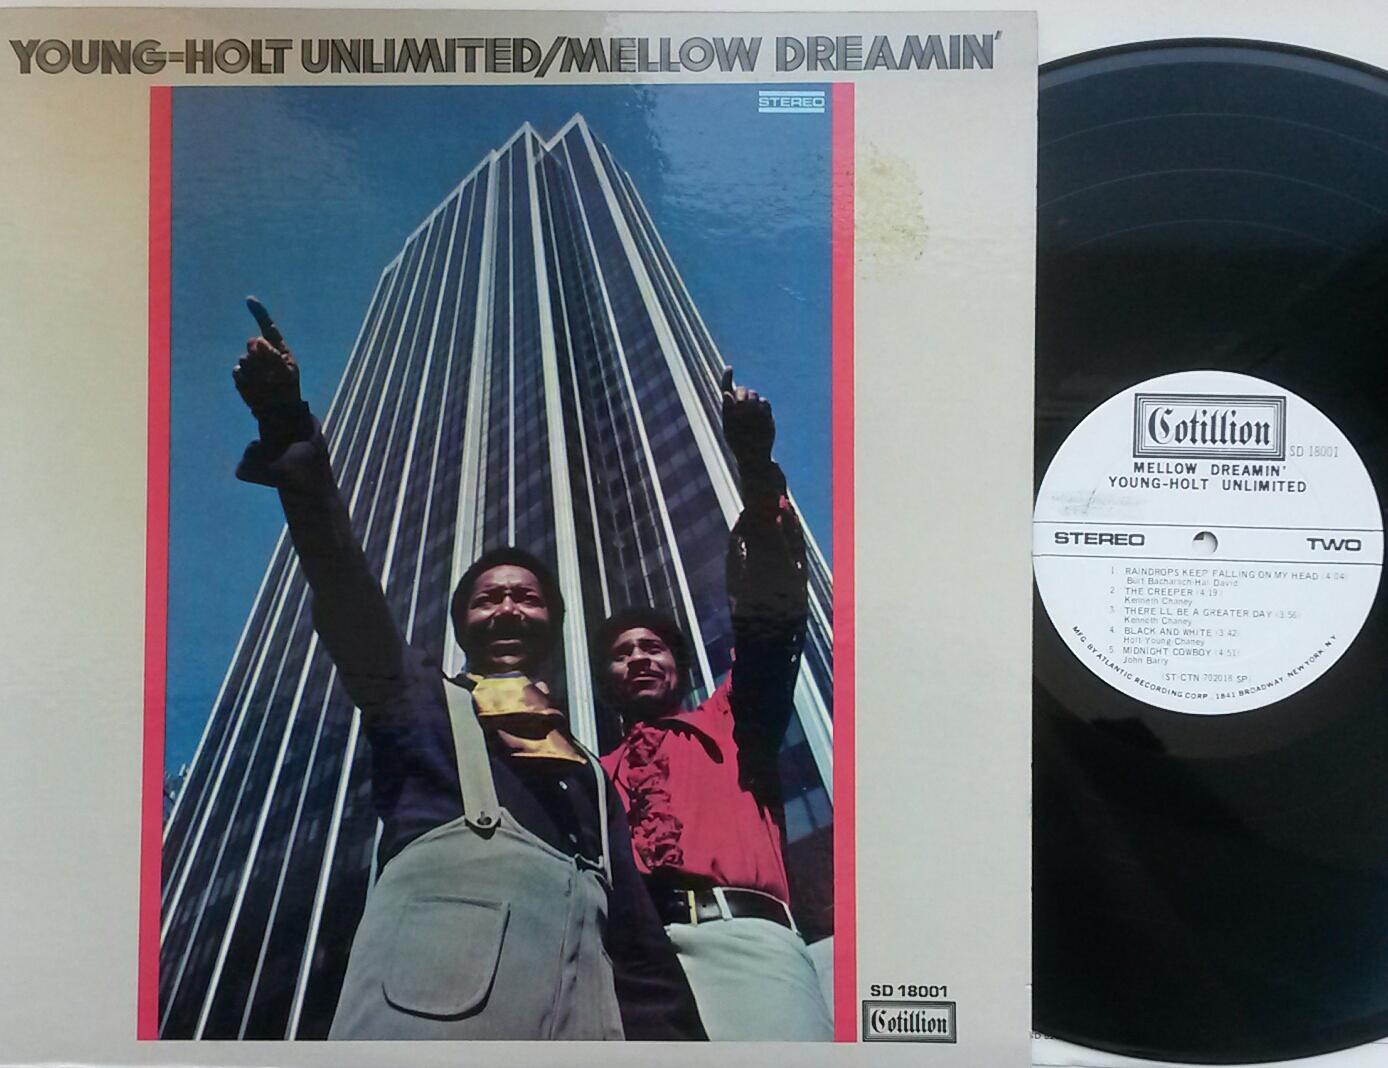 YOUNG-HOLT UNLIMITED/MELLOW DREAMIN'
STEREO
SD 18001
Cotillion
Cotillion
SD 18001
MELLOW DREAMIN'
YOUNG-HOLT UNLIMITED
STEREO
TWO
1. RAINDROPS KEEP FALLING ON MY HEAD (4:04)
Burt Bacharach-Hal David
2. THE CREEPER (4:19)
Kenneth Chaney
3. THERE'LL BE A GREATER DAY (3:56)
Kenneth Chaney
4. BLACK AND WHITE (3:42)
Holt-Young-Chaney
5. MIDNIGHT COWBOY (4:51)
John Barry
(ST-CTN-702018 SP)
MFG. BY ATLANTIC RECORDING CORP., 1841 BROADWAY, NEW YORK, N.Y.